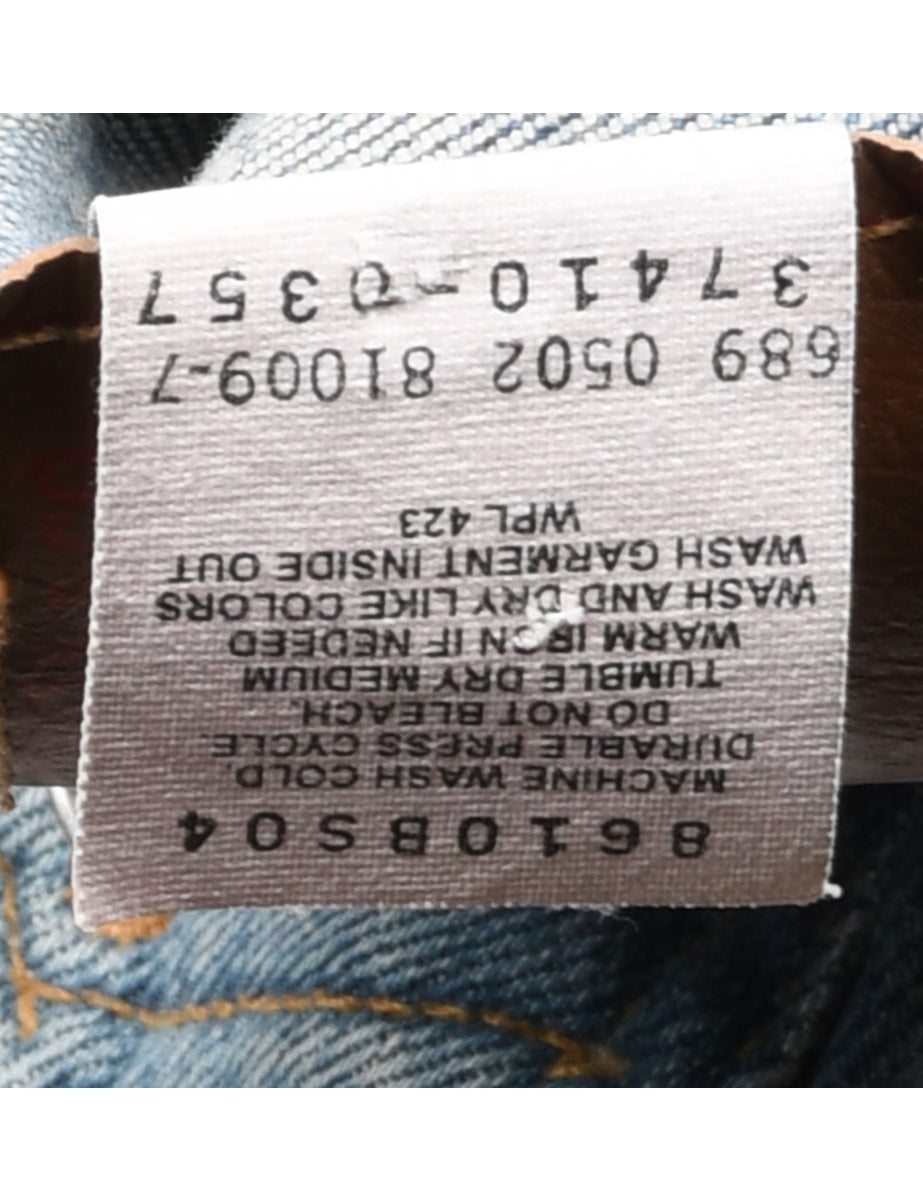 8610BS04
MACHINE WASH COLD,
DURABLE PRESS CYCLE.
DO NOT BLEACH.
TUMBLE DRY MEDIUM
WARM IRON IF NEDEED
WASH AND DRY LIKE COLORS
WASH GARMENT INSIDE OUT
WPL 423
689 0502 81009-7
37410-0357